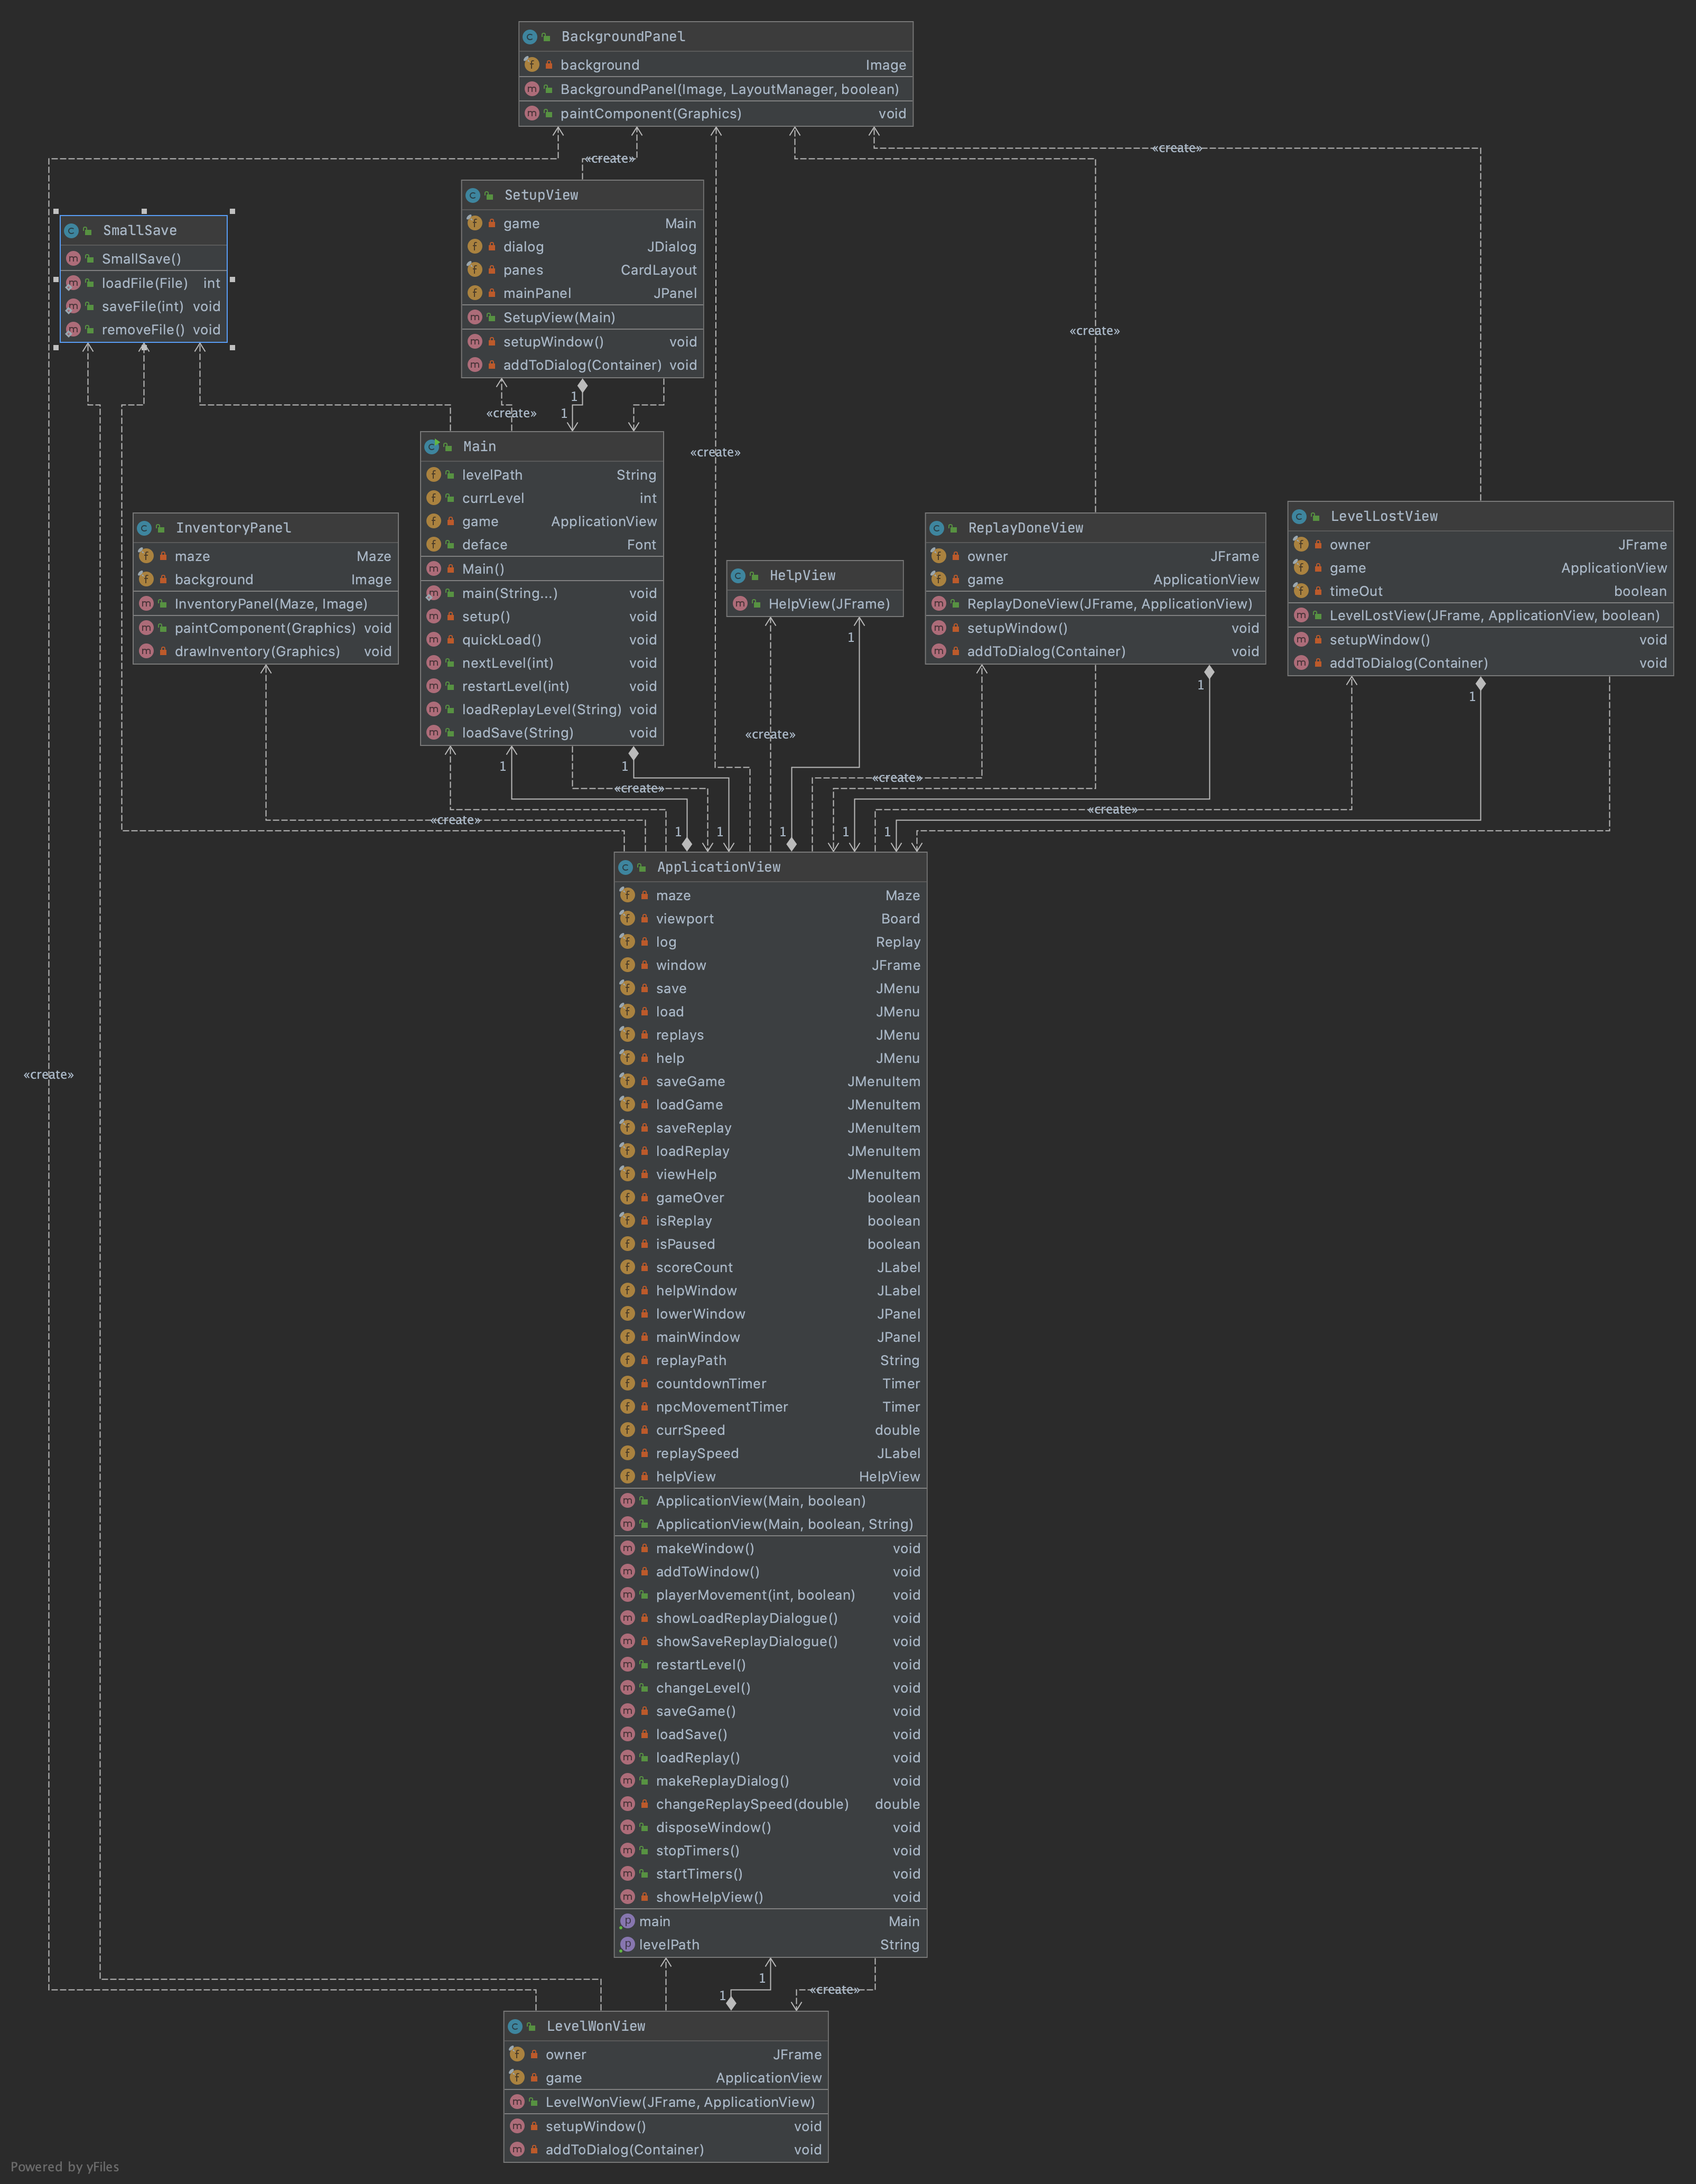 BackgroundPanel
background Image
BackgroundPanel(Image, LayoutManager, boolean)
paintComponent(Graphics) void
«create»
«create»
SetupView
game Main
dialog JDialog
panes CardLayout
mainPanel JPanel
SetupView(Main)
setupWindow() void
addToDialog(Container) void
SmallSave
SmallSave()
loadFile(File) int
saveFile(int) void
removeFile() void
«create»
1
1
«create»
«create»
Main
levelPath String
currLevel int
game ApplicationView
deface Font
Main()
main(String...) void
setup() void
quickLoad() void
nextLevel(int) void
restartLevel(int) void
loadReplayLevel(String) void
loadSave(String) void
InventoryPanel
maze Maze
background Image
InventoryPanel(Maze, Image)
paintComponent(Graphics) void
drawInventory(Graphics) void
HelpView
HelpView(JFrame)
ReplayDoneView
owner JFrame
game ApplicationView
ReplayDoneView(JFrame, ApplicationView)
setupWindow() void
addToDialog(Container) void
LevelLostView
owner JFrame
game ApplicationView
timeOut boolean
LevelLostView(JFrame, ApplicationView, boolean)
setupWindow() void
addToDialog(Container) void
1
1
1
«create»
1
1
«create»
«create»
«create»
«create»
1
1
1
1
1
ApplicationView
maze Maze
viewport Board
log Replay
window JFrame
save JMenu
load JMenu
replays JMenu
help JMenu
saveGame JMenuItem
loadGame JMenuItem
saveReplay JMenuItem
loadReplay JMenuItem
viewHelp JMenuItem
gameOver boolean
isReplay boolean
isPaused boolean
scoreCount JLabel
helpWindow JLabel
lowerWindow JPanel
mainWindow JPanel
replayPath String
countdownTimer Timer
npcMovementTimer Timer
currSpeed double
replaySpeed JLabel
helpView HelpView
ApplicationView(Main, boolean)
ApplicationView(Main, boolean, String)
makeWindow() void
addToWindow() void
playerMovement(int, boolean) void
showLoadReplayDialogue() void
showSaveReplayDialogue() void
restartLevel() void
changeLevel() void
saveGame() void
loadSave() void
loadReplay() void
makeReplayDialog() void
changeReplaySpeed(double) double
disposeWindow() void
stopTimers() void
startTimers() void
showHelpView() void
main Main
levelPath String
«create»
1
1
«create»
LevelWonView
owner JFrame
game ApplicationView
LevelWonView(JFrame, ApplicationView)
setupWindow() void
addToDialog(Container) void
Powered by yFiles